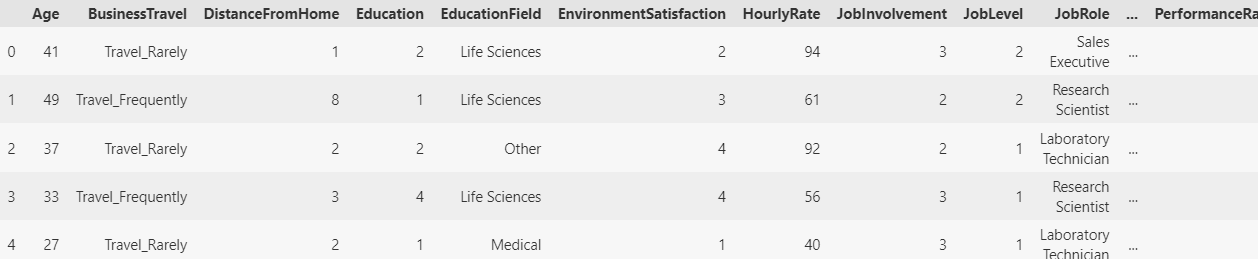 Age BusinessTravel DistanceFromHome Education EducationField EnvironmentSatisfaction HourlyRate JobInvolvement JobLevel JobRole ... PerformanceRa
0 41 Travel_Rarely 1 2 Life Sciences 2 94 3 2 Sales Executive ...
1 49 Travel_Frequently 8 1 Life Sciences 3 61 2 2 Research Scientist ...
2 37 Travel_Rarely 2 2 Other 4 92 2 1 Laboratory Technician ...
3 33 Travel_Frequently 3 4 Life Sciences 4 56 3 1 Research Scientist ...
4 27 Travel_Rarely 2 1 Medical 1 40 3 1 Laboratory Technician ...